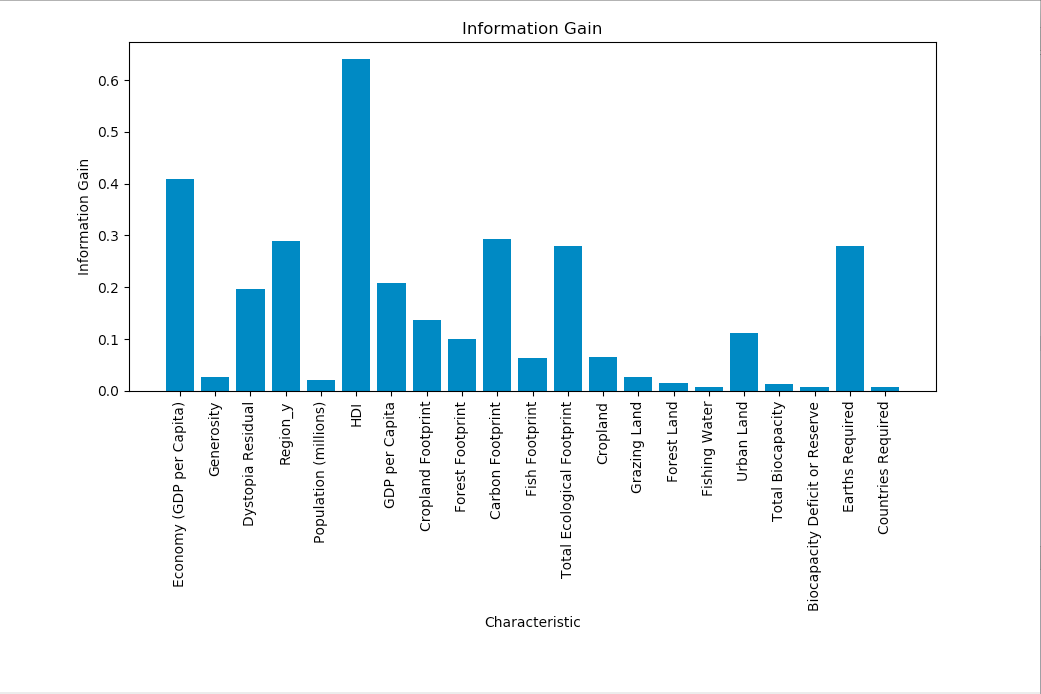 Information Gain
Information Gain
0.6
0.5
0.4
0.3
0.2
0.1
0.0
Economy (GDP per Capita)
Generosity
Dystopia Residual
Region_y
Population (millions)
HDI
GDP per Capita
Cropland Footprint
Forest Footprint
Carbon Footprint
Fish Footprint
Total Ecological Footprint
Cropland
Grazing Land
Forest Land
Fishing Water
Urban Land
Total Biocapacity
Biocapacity Deficit or Reserve
Earths Required
Countries Required
Characteristic